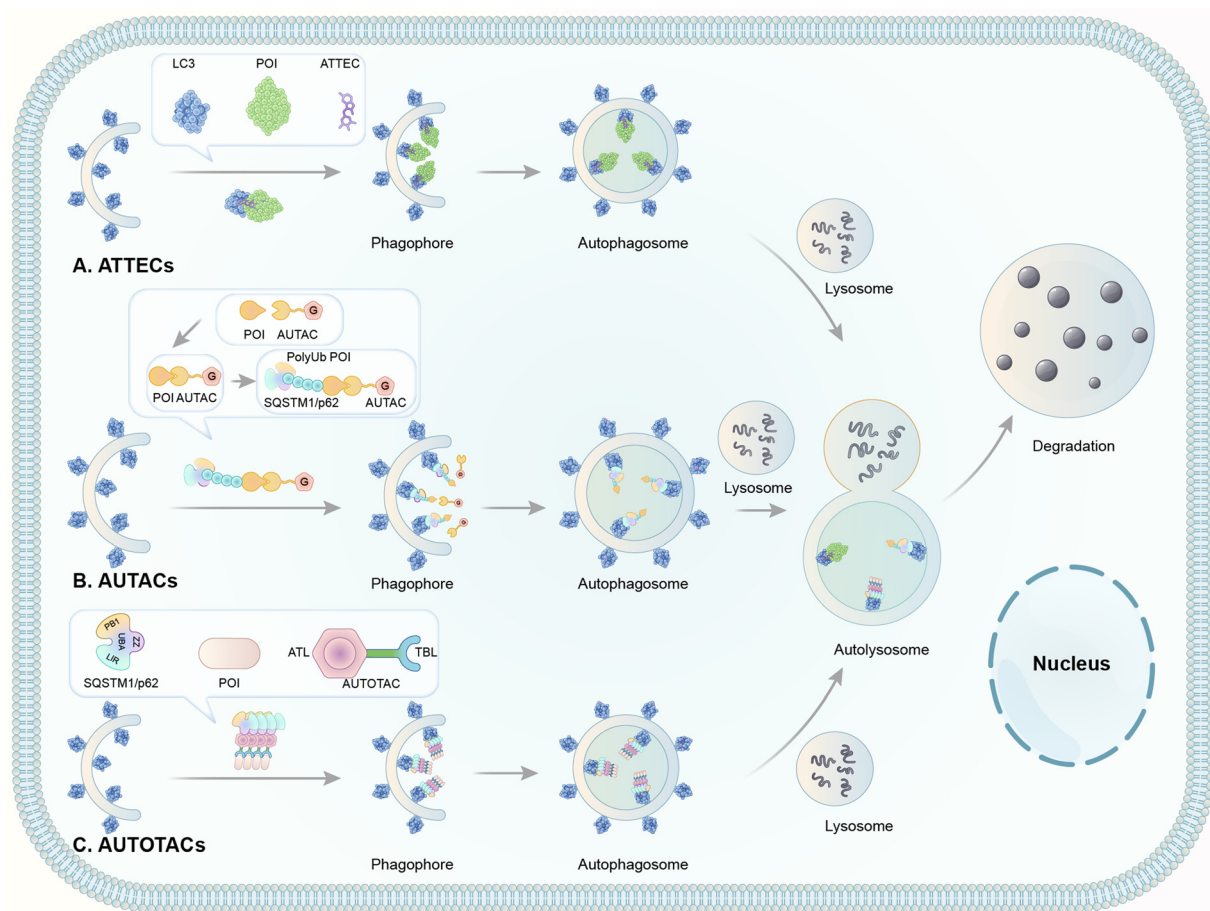 LC3 POI ATTEC
Phagophore
Autophagosome
A. ATTECs
Lysosome
G
POI AUTAC
PolyUb POI
G
G
POI AUTAC
SQSTM1/p62
AUTAC
G
G
G
G
Lysosome
Degradation
B. AUTACs
Phagophore
Autophagosome
PB1
UBA
ZZ
LIR
ATL
TBL
SQSTM1/p62
POI
AUTOTAC
Autolysosome
Nucleus
Lysosome
C. AUTOTACs
Phagophore
Autophagosome